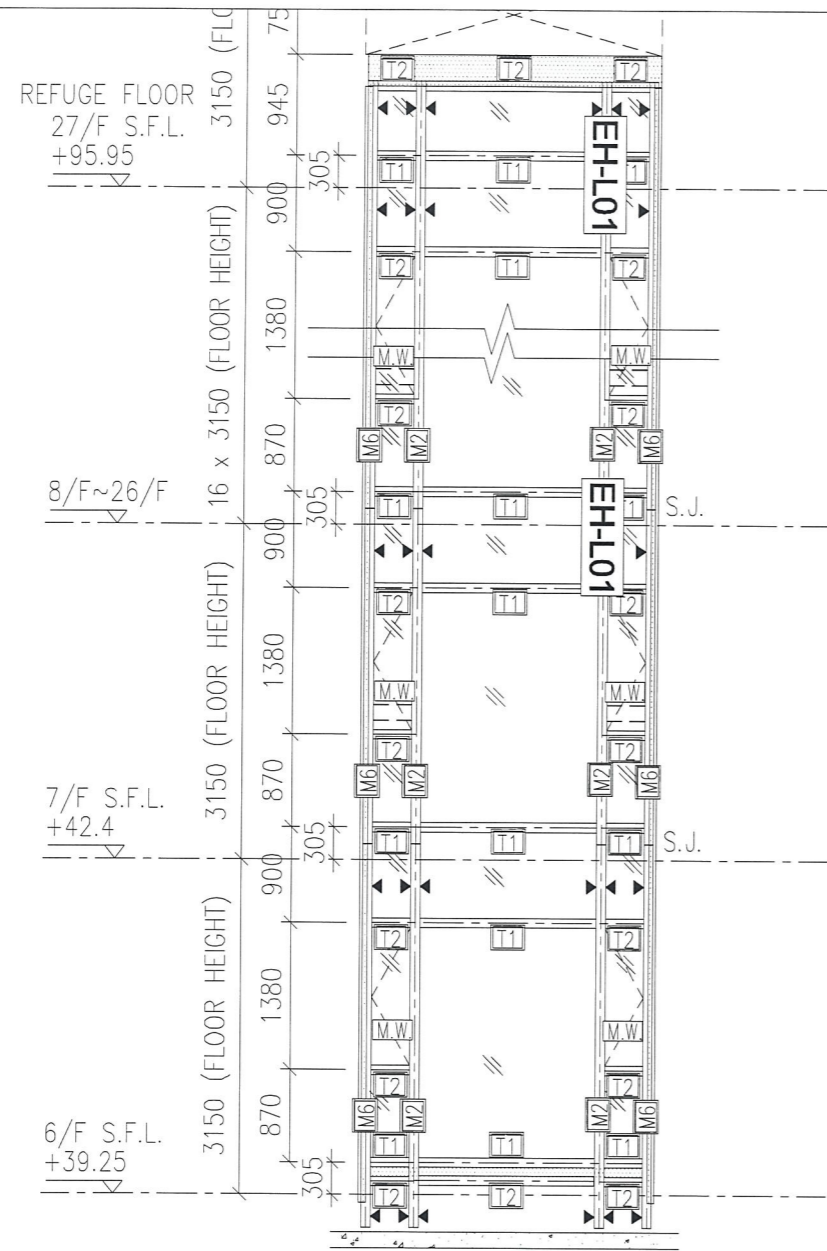 REFUGE FLOOR
27/F S.F.L.
+95.95
8/F~26/F
7/F S.F.L.
+42.4
6/F S.F.L.
+39.25
3150 (FLO
16 x 3150 (FLOOR HEIGHT)
3150 (FLOOR HEIGHT)
3150 (FLOOR HEIGHT)
75
945
900
1380
870
900
1380
870
900
1380
870
305
305
305
305
T2 T2 T2
T1 T1 T1
EH-L01
T2 T1 T2
M.W. M.W.
T2 T2
M6 M2 M2 M6
T1 T1 T1 S.J.
EH-L01
T2 T1 T2
M.W. M.W.
T2 T2
M6 M2 M2 M6
T1 T1 T1 S.J.
T2 T1 T2
M.W. M.W.
T2 T2
M6 M2 M2 M6
T1 T1 T1
T2 T2 T2